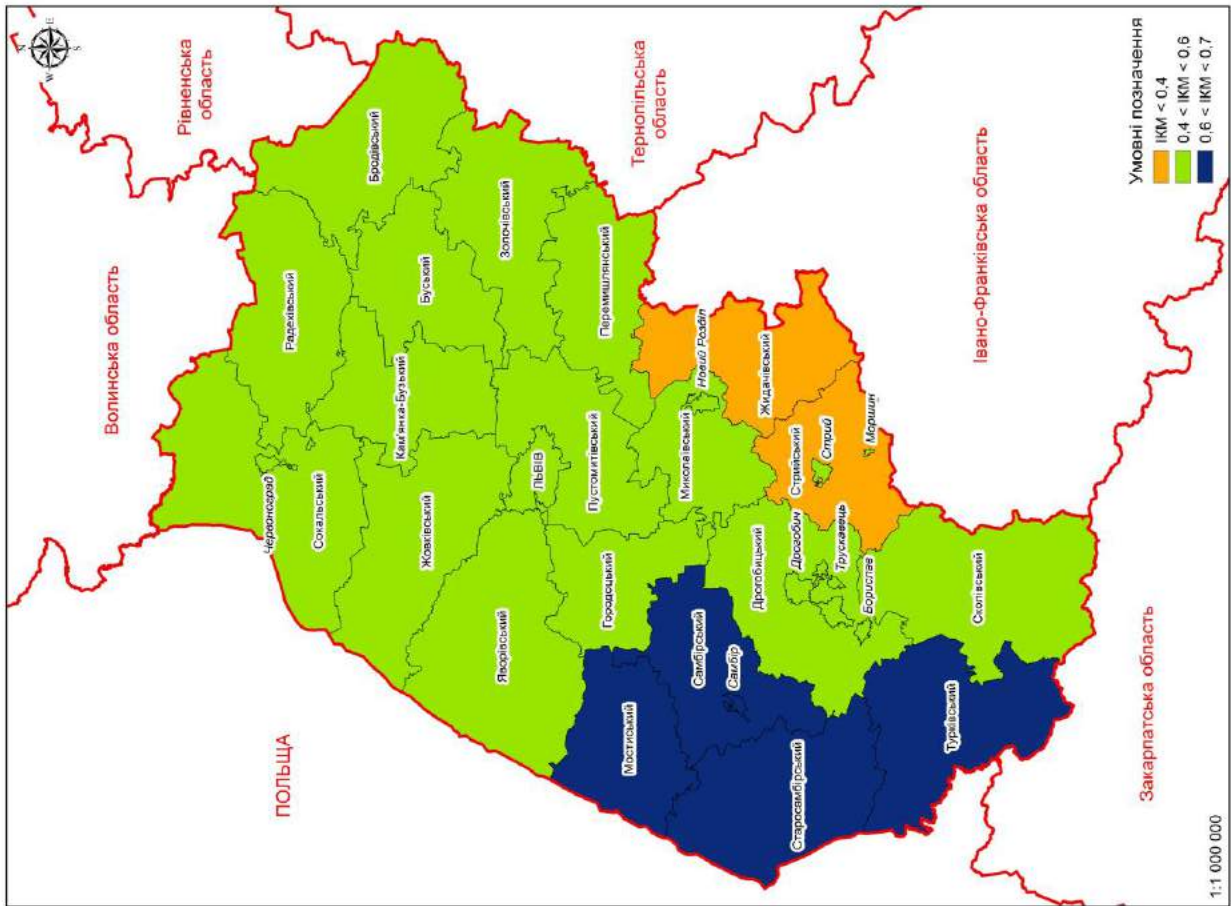 N
E
S
W
Волинська область
Рівненська
область
ПОЛЬЩА
Червоноград
Сокальський
Радехівський
Бродівський
Жовківський
Кам'янка-Бузький
Буський
Яворівський
ЛЬВІВ
Золочівський
Городоцький
Пустомитівський
Перемишлянський
Тернопільська
область
Мостиський
Самбірський
Самбір
Миколаївський
Новий Розділ
Дрогобицький
Дрогобич
Стрийський
Жидачівський
Старосамбірський
Трускавець
Стрий
Борислав
Моршин
Турківський
Сколівський
Івано-Франківська область
Закарпатська область
Умовні позначення
ІКМ < 0,4
0,4 < ІКМ < 0,6
0,6 < ІКМ < 0,7
1:1 000 000